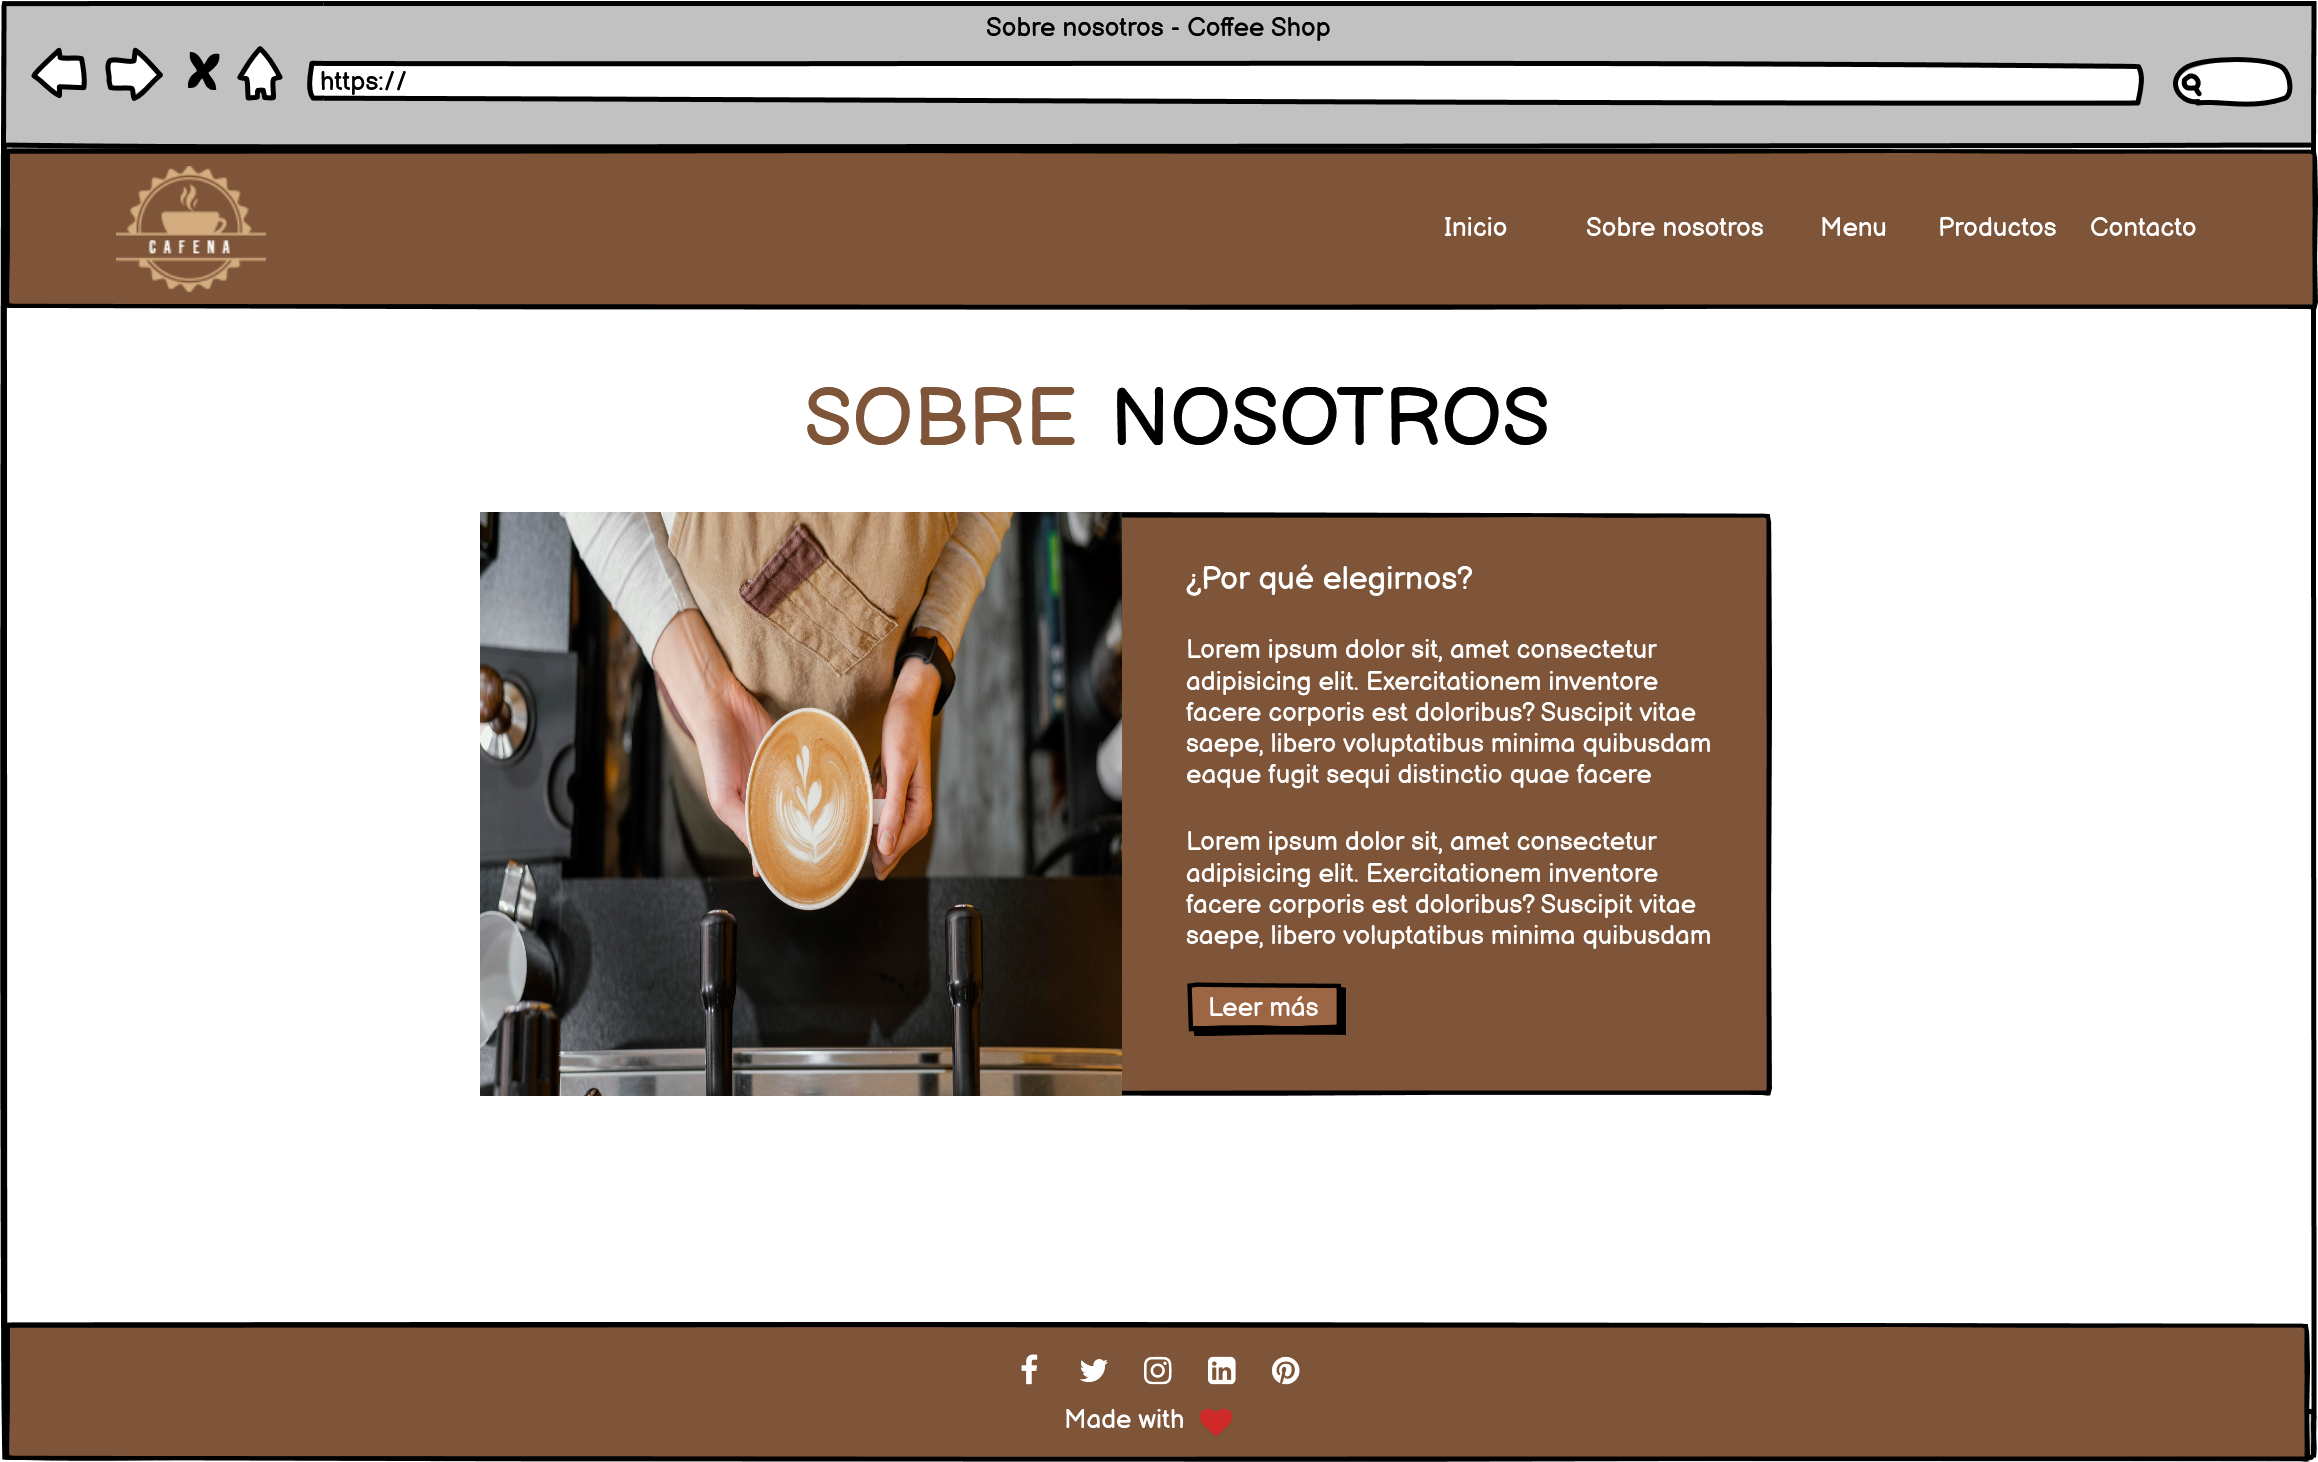 Sobre nosotros - Coffee Shop
https://
CAFENA
Inicio Sobre nosotros Menu Productos Contacto
SOBRE NOSOTROS
¿Por qué elegirnos?
Lorem ipsum dolor sit, amet consectetur
adipisicing elit. Exercitationem inventore
facere corporis est doloribus? Suscipit vitae
saepe, libero voluptatibus minima quibusdam
eaque fugit sequi distinctio quae facere
Lorem ipsum dolor sit, amet consectetur
adipisicing elit. Exercitationem inventore
facere corporis est doloribus? Suscipit vitae
saepe, libero voluptatibus minima quibusdam
Leer más
Made with